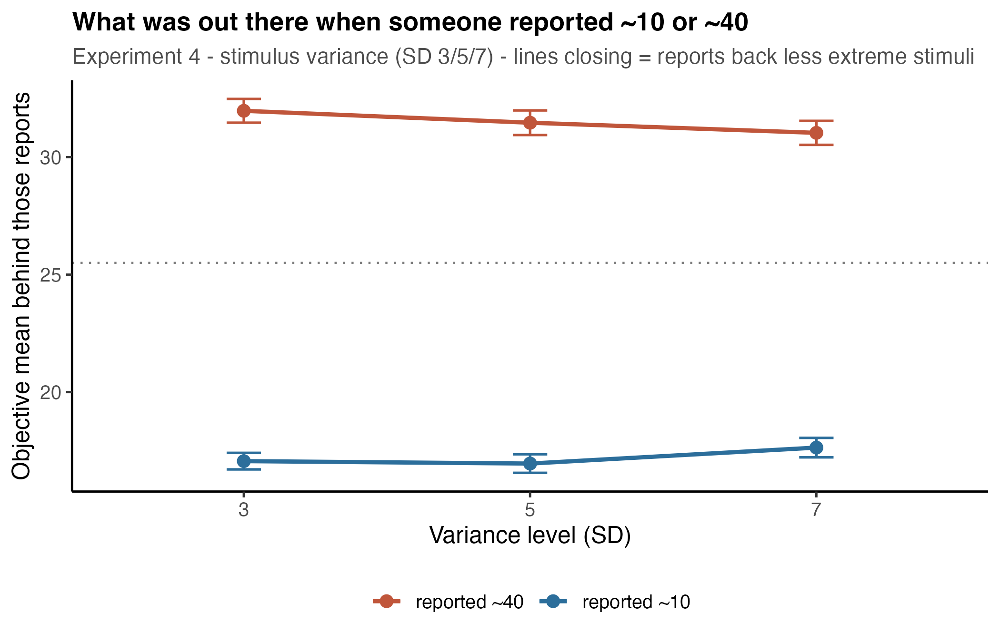 What was out there when someone reported ~10 or ~40
Experiment 4 - stimulus variance (SD 3/5/7) - lines closing = reports back less extreme stimuli
Objective mean behind those reports
30
25
20
3
5
7
Variance level (SD)
reported ~40
reported ~10